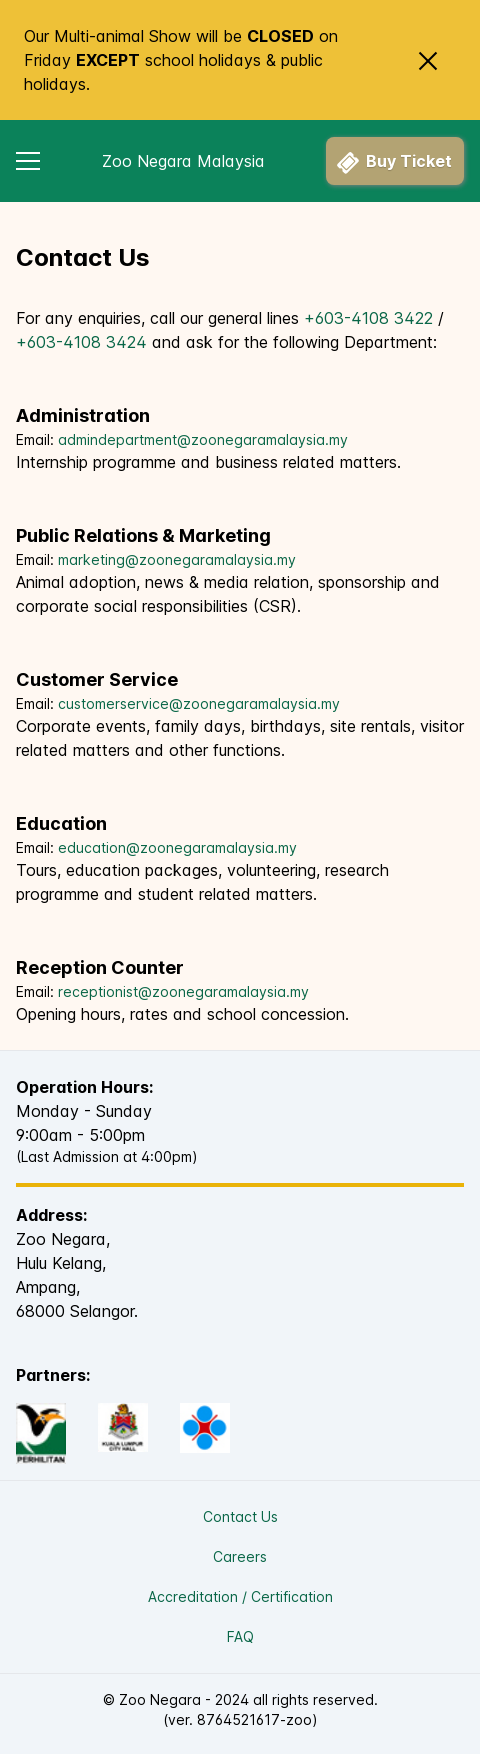 Our Multi-animal Show will be CLOSED on
Friday EXCEPT school holidays & public
holidays.
Zoo Negara Malaysia
Buy Ticket
Contact Us
For any enquiries, call our general lines +603-4108 3422 /
+603-4108 3424 and ask for the following Department:
Administration
Email: admindepartment@zoonegaramalaysia.my
Internship programme and business related matters.
Public Relations & Marketing
Email: marketing@zoonegaramalaysia.my
Animal adoption, news & media relation, sponsorship and
corporate social responsibilities (CSR).
Customer Service
Email: customerservice@zoonegaramalaysia.my
Corporate events, family days, birthdays, site rentals, visitor
related matters and other functions.
Education
Email: education@zoonegaramalaysia.my
Tours, education packages, volunteering, research
programme and student related matters.
Reception Counter
Email: receptionist@zoonegaramalaysia.my
Opening hours, rates and school concession.
Operation Hours:
Monday - Sunday
9:00am - 5:00pm
(Last Admission at 4:00pm)
Address:
Zoo Negara,
Hulu Kelang,
Ampang,
68000 Selangor.
Partners:
PERHILITAN
KUALA LUMPUR
CITY HALL
Contact Us
Careers
Accreditation / Certification
FAQ
© Zoo Negara - 2024 all rights reserved.
(ver. 8764521617-zoo)